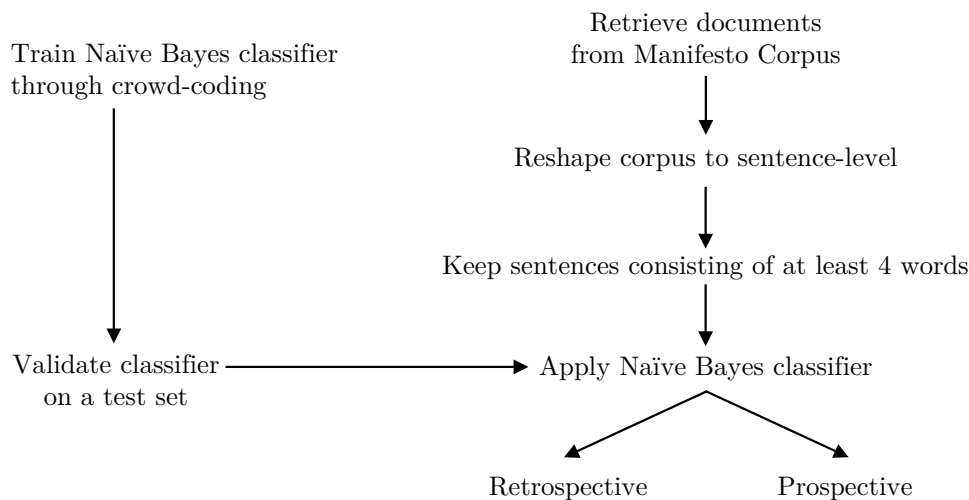 Train Naïve Bayes classifier
through crowd-coding
Retrieve documents
from Manifesto Corpus
Reshape corpus to sentence-level
Keep sentences consisting of at least 4 words
Validate classifier
on a test set
Apply Naïve Bayes classifier
Retrospective
Prospective